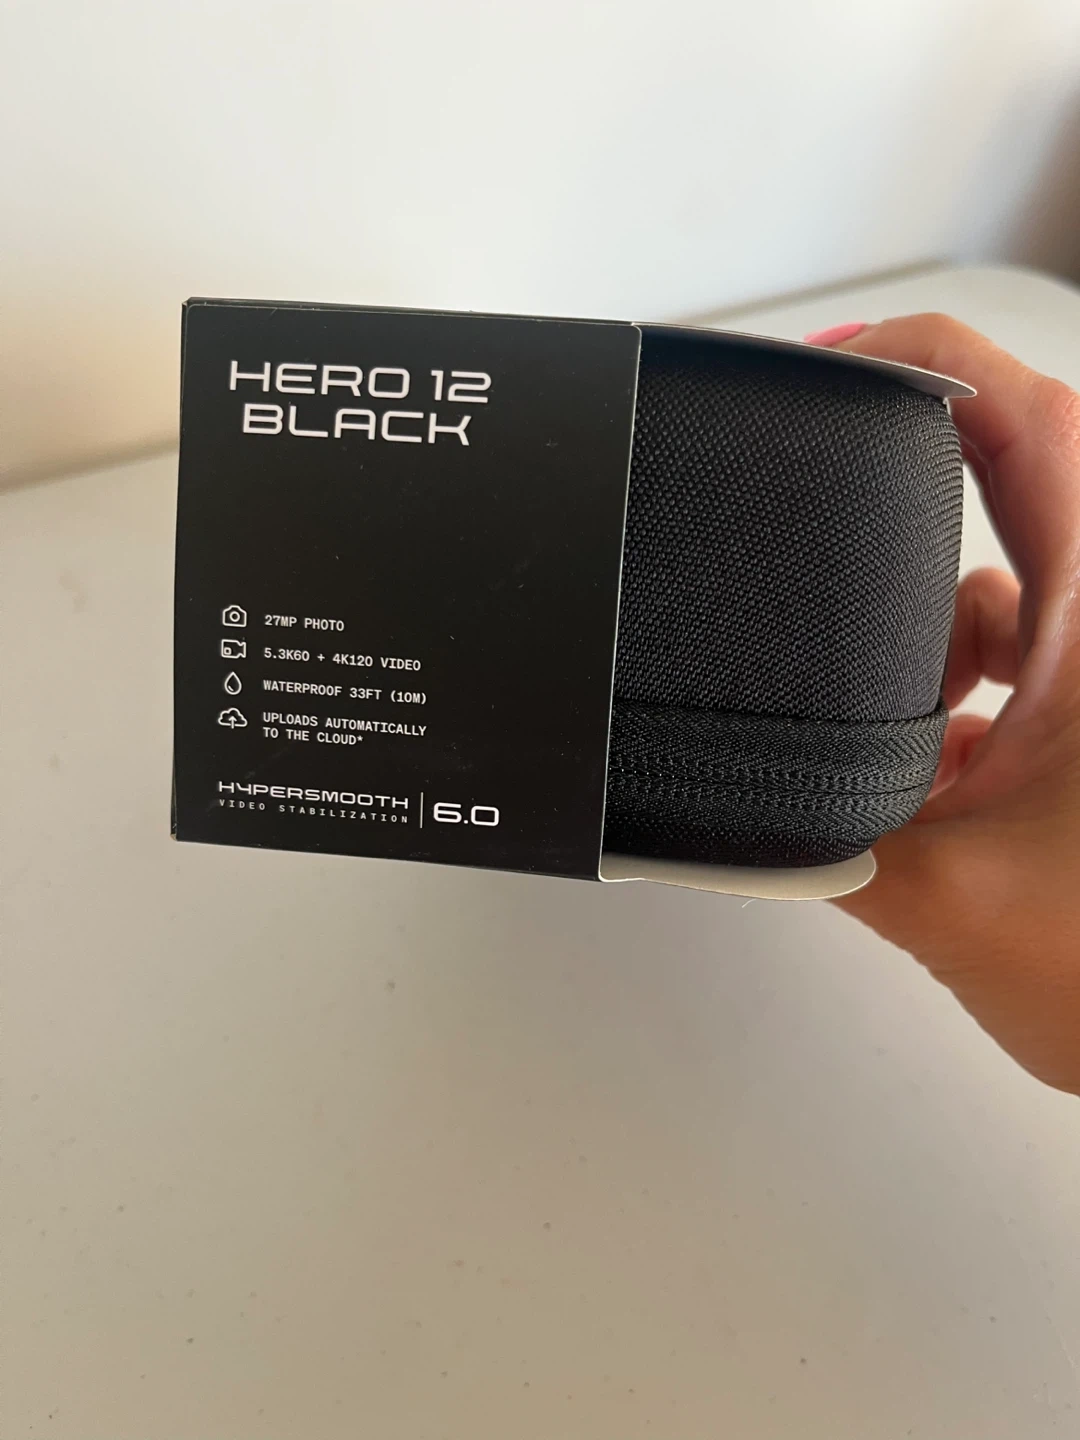 HERO 12
BLACK
27MP PHOTO
5.3K60 + 4K120 VIDEO
WATERPROOF 33FT (10M)
UPLOADS AUTOMATICALLY
TO THE CLOUD*
HYPERSMOOTH
VIDEO STABILIZATION
6.0